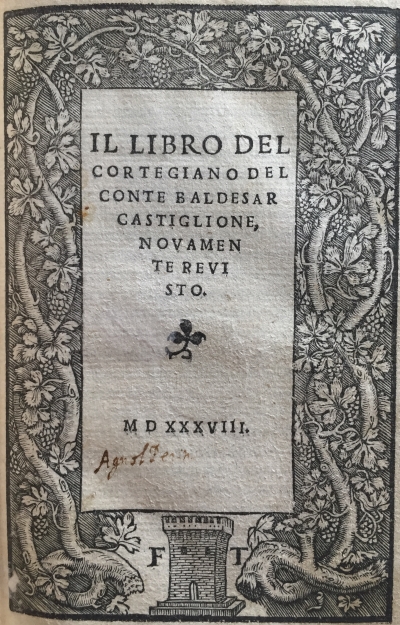 IL LIBRO DEL
CORTEGIANO DEL
CONTE BALDESAR
CASTIGLIONE,
NOVAMEN
TE REVI
STO.
M D XXXVIII.
F T